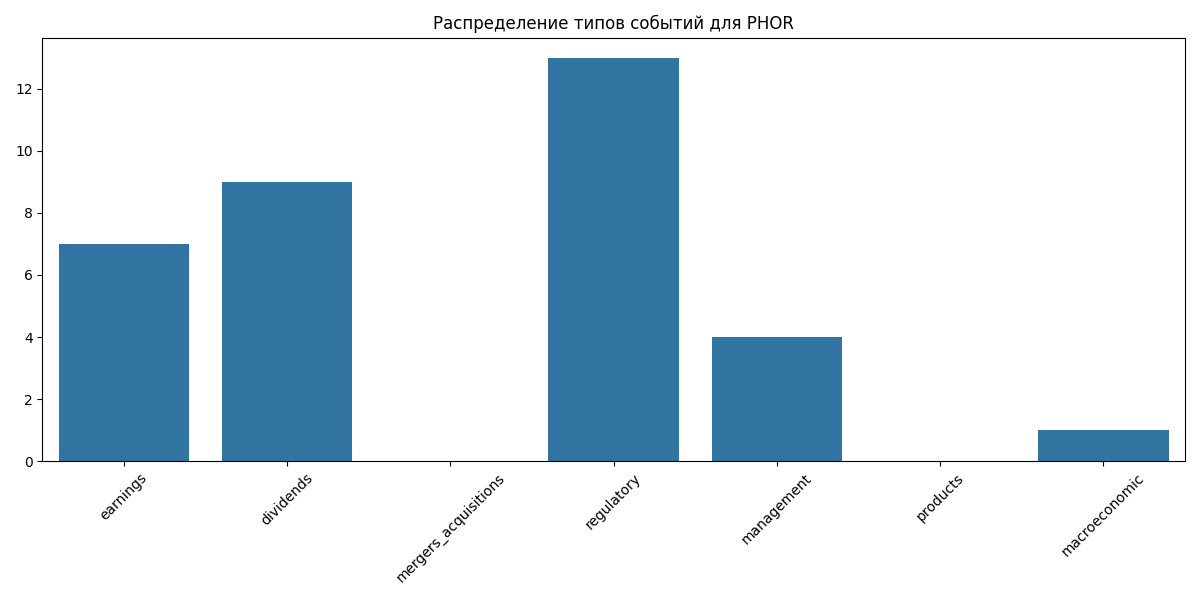 Распределение типов событий для PHOR
12
10
8
6
4
2
0
earnings
dividends
mergers_acquisitions
regulatory
management
products
macroeconomic